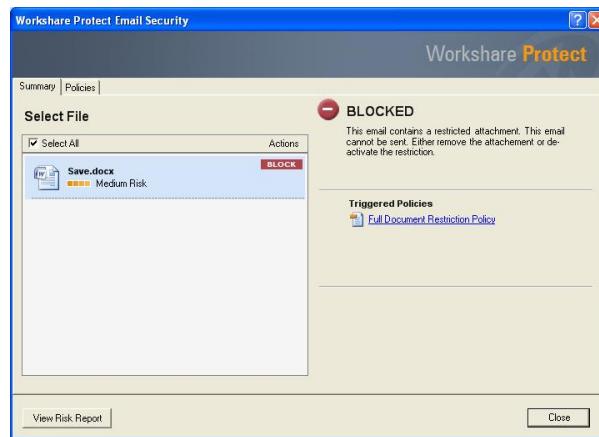 Workshare Protect Email Security
Workshare Protect
Summary Policies
Select File
Select All Actions
Save.docx BLOCK
Medium Risk
BLOCKED
This email contains a restricted attachment. This email
cannot be sent. Either remove the attachement or de-
activate the restriction.
Triggered Policies
Full Document Restriction Policy
View Risk Report
Close